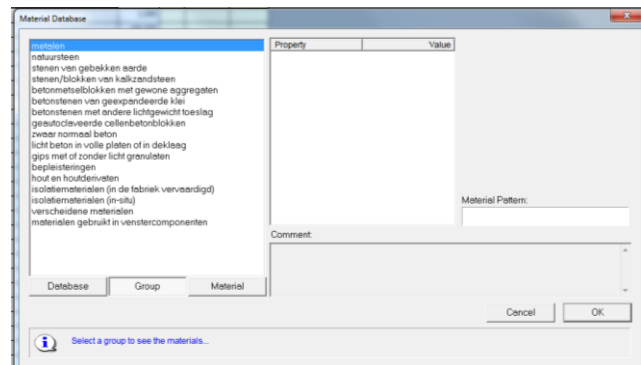 Material Database
metalen
natuursteen
stenen van gebakken aarde
stenen/blokken van kalkzandsteen
betonmetselblokken met gewone aggregaten
betonstenen van geexpandeerde klei
betonstenen met andere lichtgewicht toeslag
geautoclaveerde cellenbetonblokken
zwaar normaal beton
licht beton in volle platen of in deklaag
gips met of zonder licht granulaten
bepleisteringen
hout en houtderivaten
isolatiematerialen (in de fabriek vervaardigd)
isolatiematerialen (in-situ)
verscheidene materialen
materialen gebruikt in venstercomponenten
Property Value
Material Pattern:
Comment:
Database Group Material
Cancel OK
Select a group to see the materials...